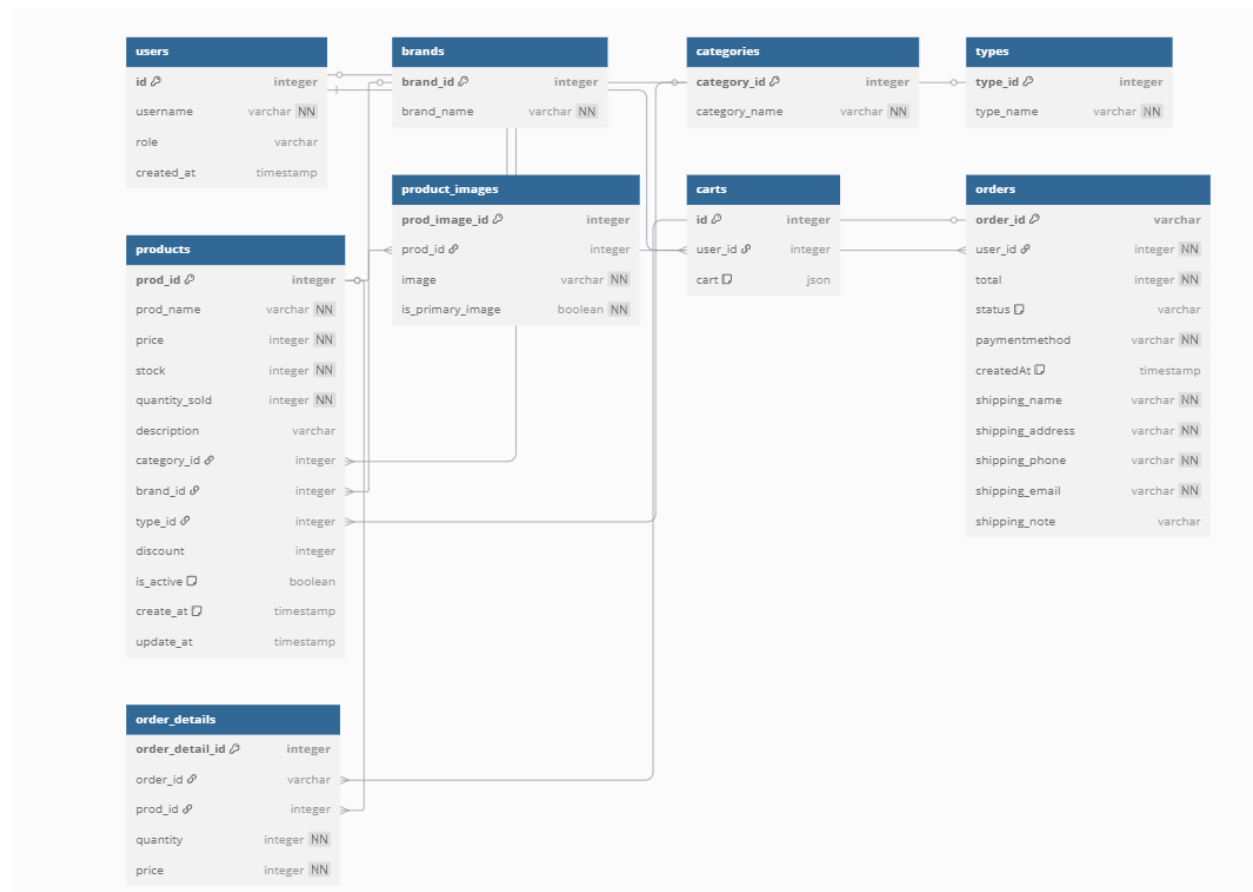 users
id integer
username varchar NN
role varchar
created_at timestamp
brands
brand_id integer
brand_name varchar NN
categories
category_id integer
category_name varchar NN
types
type_id integer
type_name varchar NN
product_images
prod_image_id integer
prod_id integer
image varchar NN
is_primary_image boolean NN
carts
id integer
user_id integer
cart json
orders
order_id varchar
user_id integer NN
total integer NN
status varchar
paymentmethod varchar NN
createdAt timestamp
shipping_name varchar NN
shipping_address varchar NN
shipping_phone varchar NN
shipping_email varchar NN
shipping_note varchar
products
prod_id integer
prod_name varchar NN
price integer NN
stock integer NN
quantity_sold integer NN
description varchar
category_id integer
brand_id integer
type_id integer
discount integer
is_active boolean
create_at timestamp
update_at timestamp
order_details
order_detail_id integer
order_id varchar
prod_id integer
quantity integer NN
price integer NN